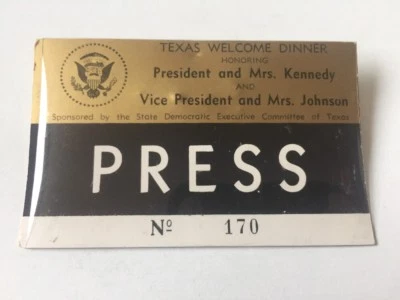 TEXAS WELCOME DINNER
HONORING
President and Mrs. Kennedy
AND
Vice President and Mrs. Johnson
Sponsored by the State Democratic Executive Committee of Texas
PRESS
Nº 170